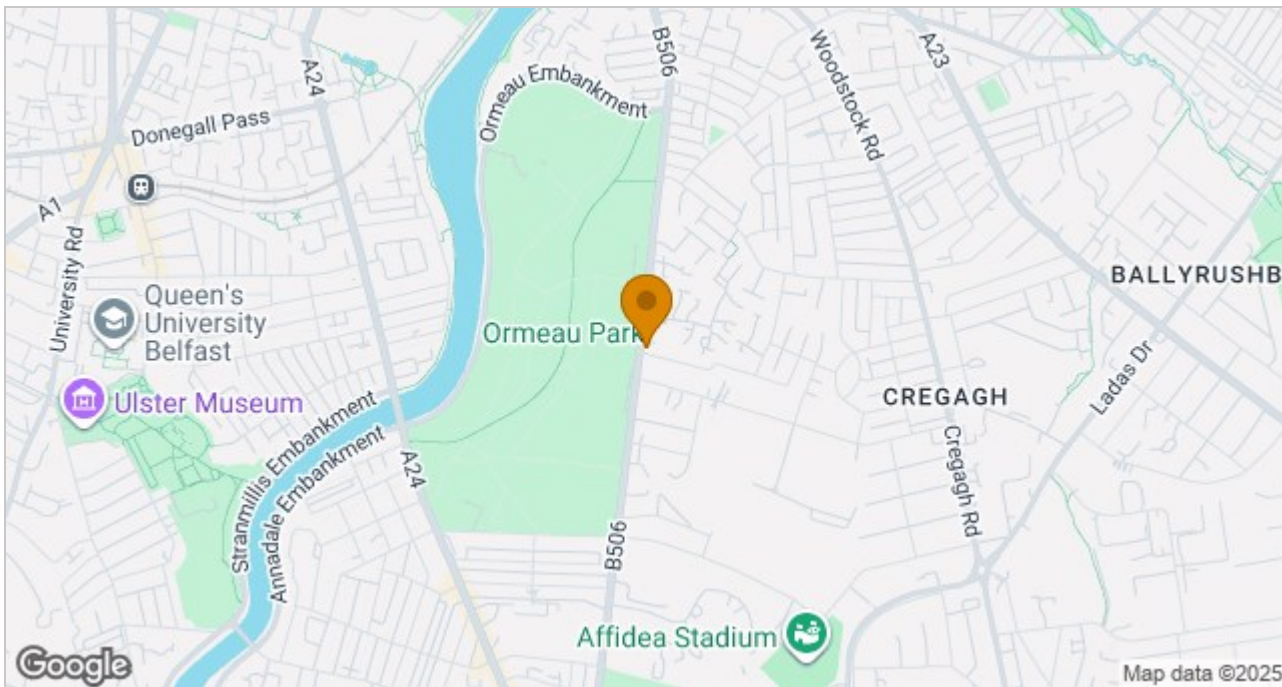 B506
A24
Woodstock Rd
A23
Ormeau Embankment
Donegall Pass
A1
University Rd
BALLYRUSHB
Queen's
University
Belfast
Ormeau Park
Ladas Dr
Ulster Museum
CREGAGH
Stranmillis Embankment
Annadale Embankment
A24
Cregagh Rd
B506
Affidea Stadium
Google
Map data ©2025